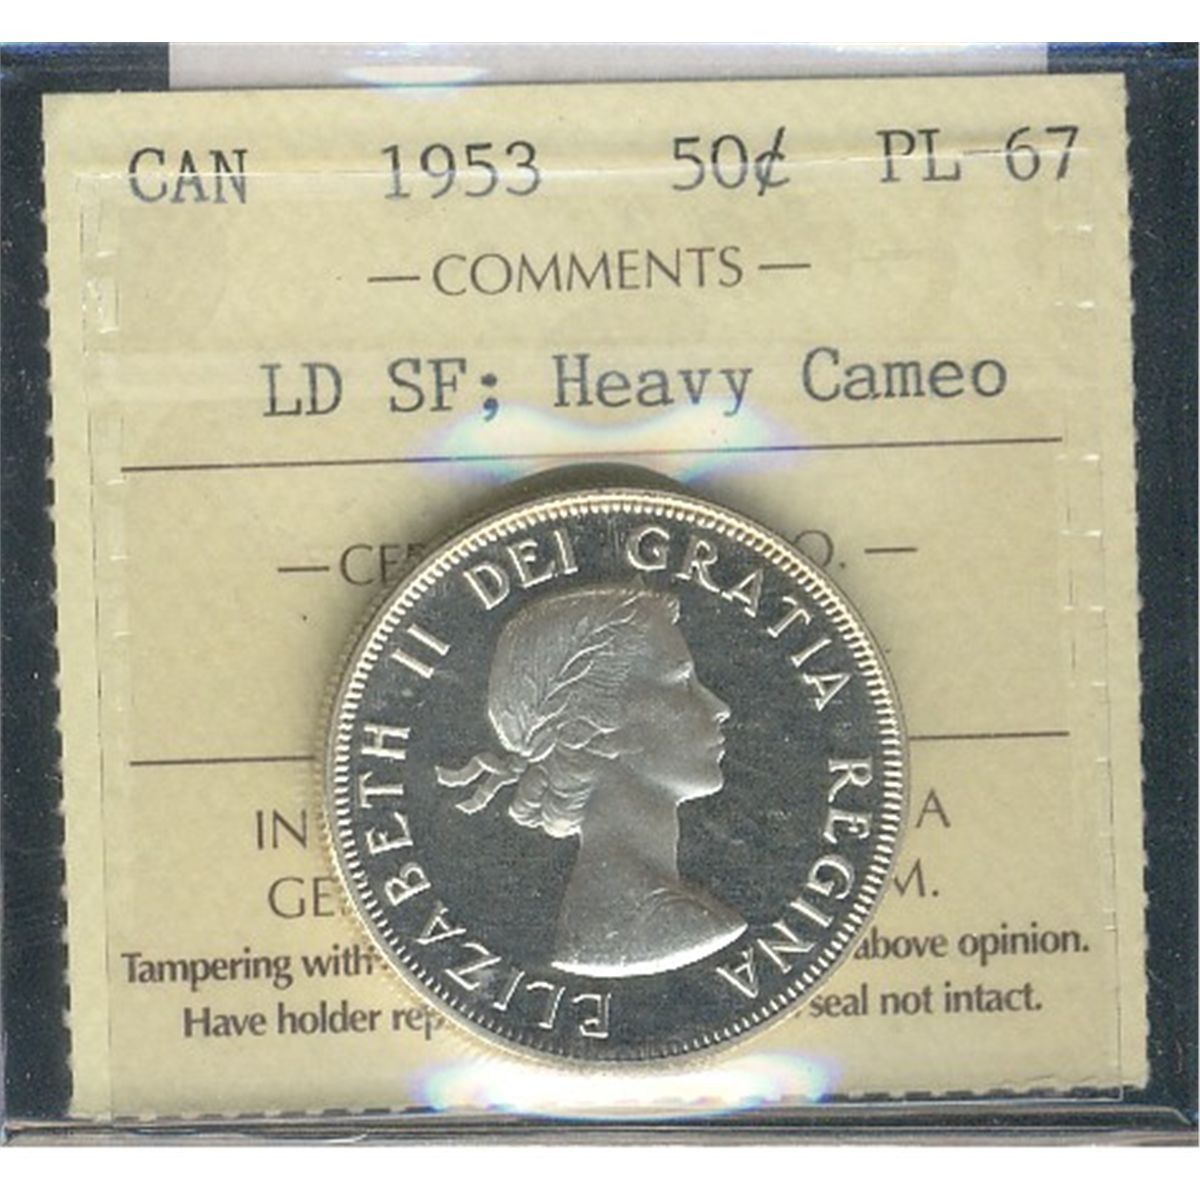 CAN 1953 50¢ PL-67
— COMMENTS —
LD SF; Heavy Cameo
O. —
IN A
M.
Tampering with above opinion.
Have holder seal not intact.
ELIZABETH II DEI GRATIA REGINA